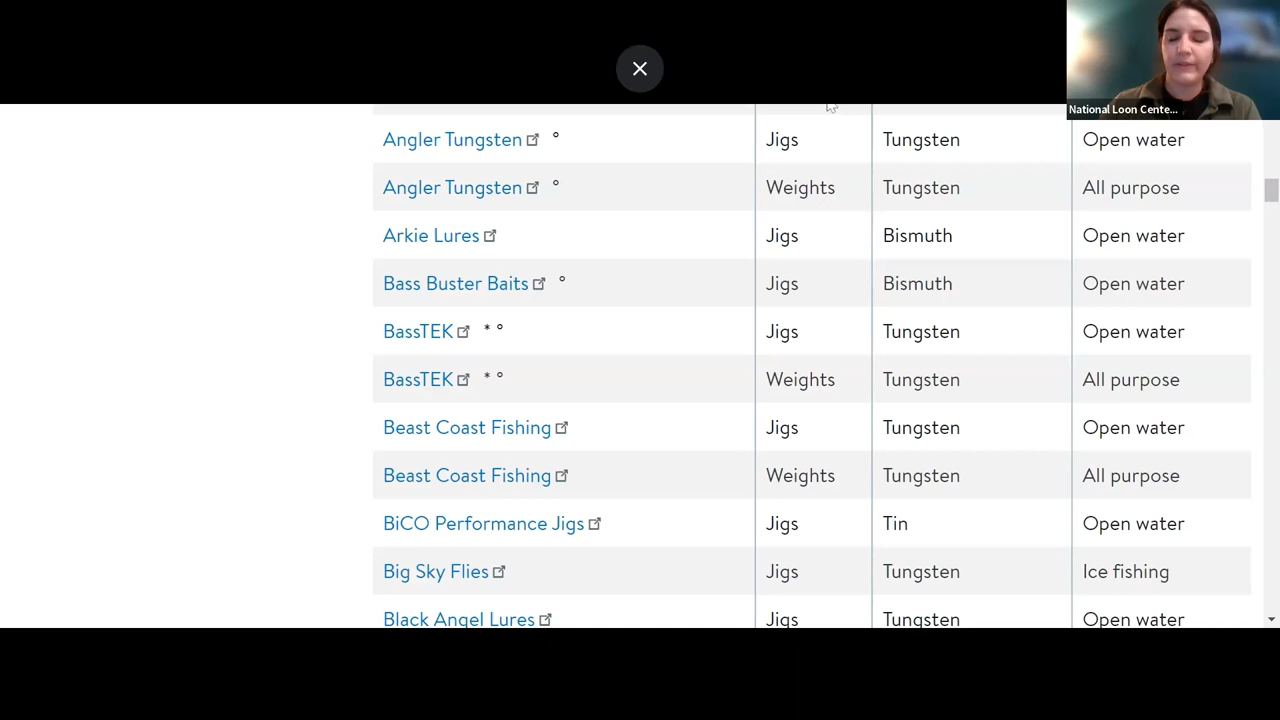 National Loon Cente...
Angler Tungsten ° Jigs Tungsten Open water
Angler Tungsten ° Weights Tungsten All purpose
Arkie Lures Jigs Bismuth Open water
Bass Buster Baits ° Jigs Bismuth Open water
BassTEK * ° Jigs Tungsten Open water
BassTEK * ° Weights Tungsten All purpose
Beast Coast Fishing Jigs Tungsten Open water
Beast Coast Fishing Weights Tungsten All purpose
BiCO Performance Jigs Jigs Tin Open water
Big Sky Flies Jigs Tungsten Ice fishing
Black Angel Lures Jigs Tungsten Open water